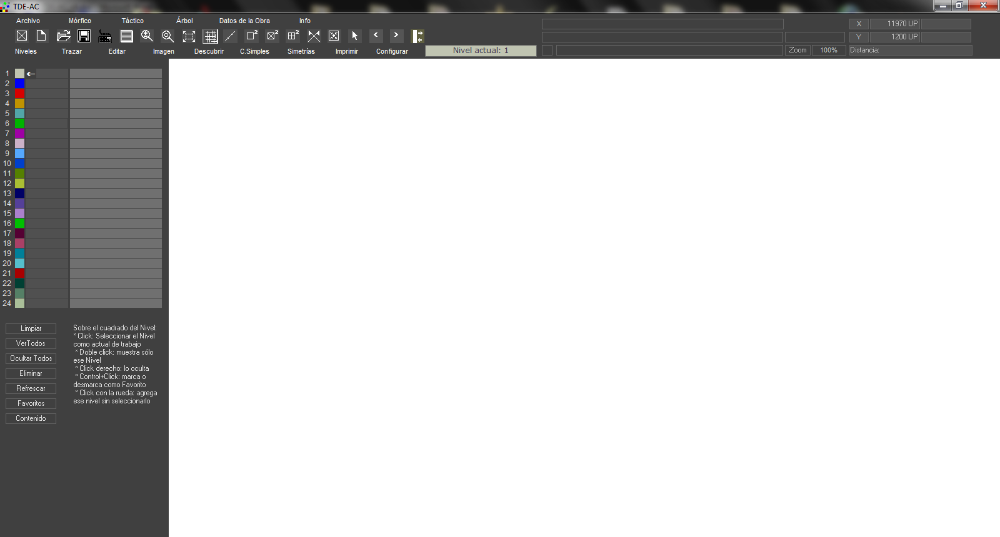 TDE-AC
Archivo Mórfico Táctico Árbol Datos de la Obra Info
X 11970 UP
2 2 2 < >
Y 1200 UP
Niveles Trazar Editar Imagen Descubrir C.Simples Simetrías Imprimir Configurar Nivel actual: 1 Zoom 100% Distancia:
1
2
3
4
5
6
7
8
9
10
11
12
13
14
15
16
17
18
19
20
21
22
23
24
Limpiar
VerTodos
Ocultar Todos
Eliminar
Refrescar
Favoritos
Contenido
Sobre el cuadrado del Nivel:
* Click: Seleccionar el Nivel
como actual de trabajo
* Doble click: muestra sólo
ese Nivel
* Click derecho: lo oculta
* Control+Click: marca o
desmarca como Favorito
* Click con la rueda: agrega
ese nivel sin seleccionarlo